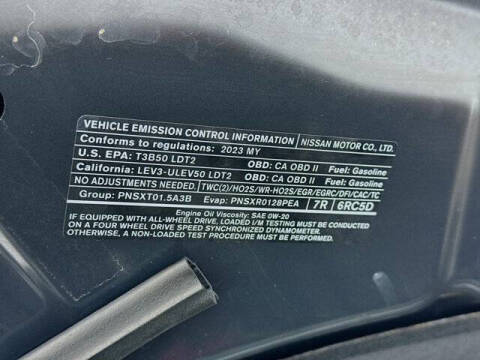 VEHICLE EMISSION CONTROL INFORMATION NISSAN MOTOR CO., LTD.
Conforms to regulations: 2023 MY
U.S. EPA: T3B50 LDT2 OBD: CA OBD II Fuel: Gasoline
California: LEV3-ULEV50 LDT2 OBD: CA OBD II Fuel: Gasoline
NO ADJUSTMENTS NEEDED. TWC(2)/HO2S/WR-HO2S/EGR/EGRC/DFI/CAC/TC
Group: PNSXT01.5A3B Evap: PNSXR0128PEA 7R 6RC5D
Engine Oil Viscosity: SAE 0W-20
IF EQUIPPED WITH ALL-WHEEL DRIVE. LOADED I/M TESTING MUST BE CONDUCTED
ON A FOUR WHEEL DRIVE SPEED SYNCHRONIZED DYNAMOMETER.
OTHERWISE, A NON-LOADED TEST PROCEDURE MUST BE PERFORMED.